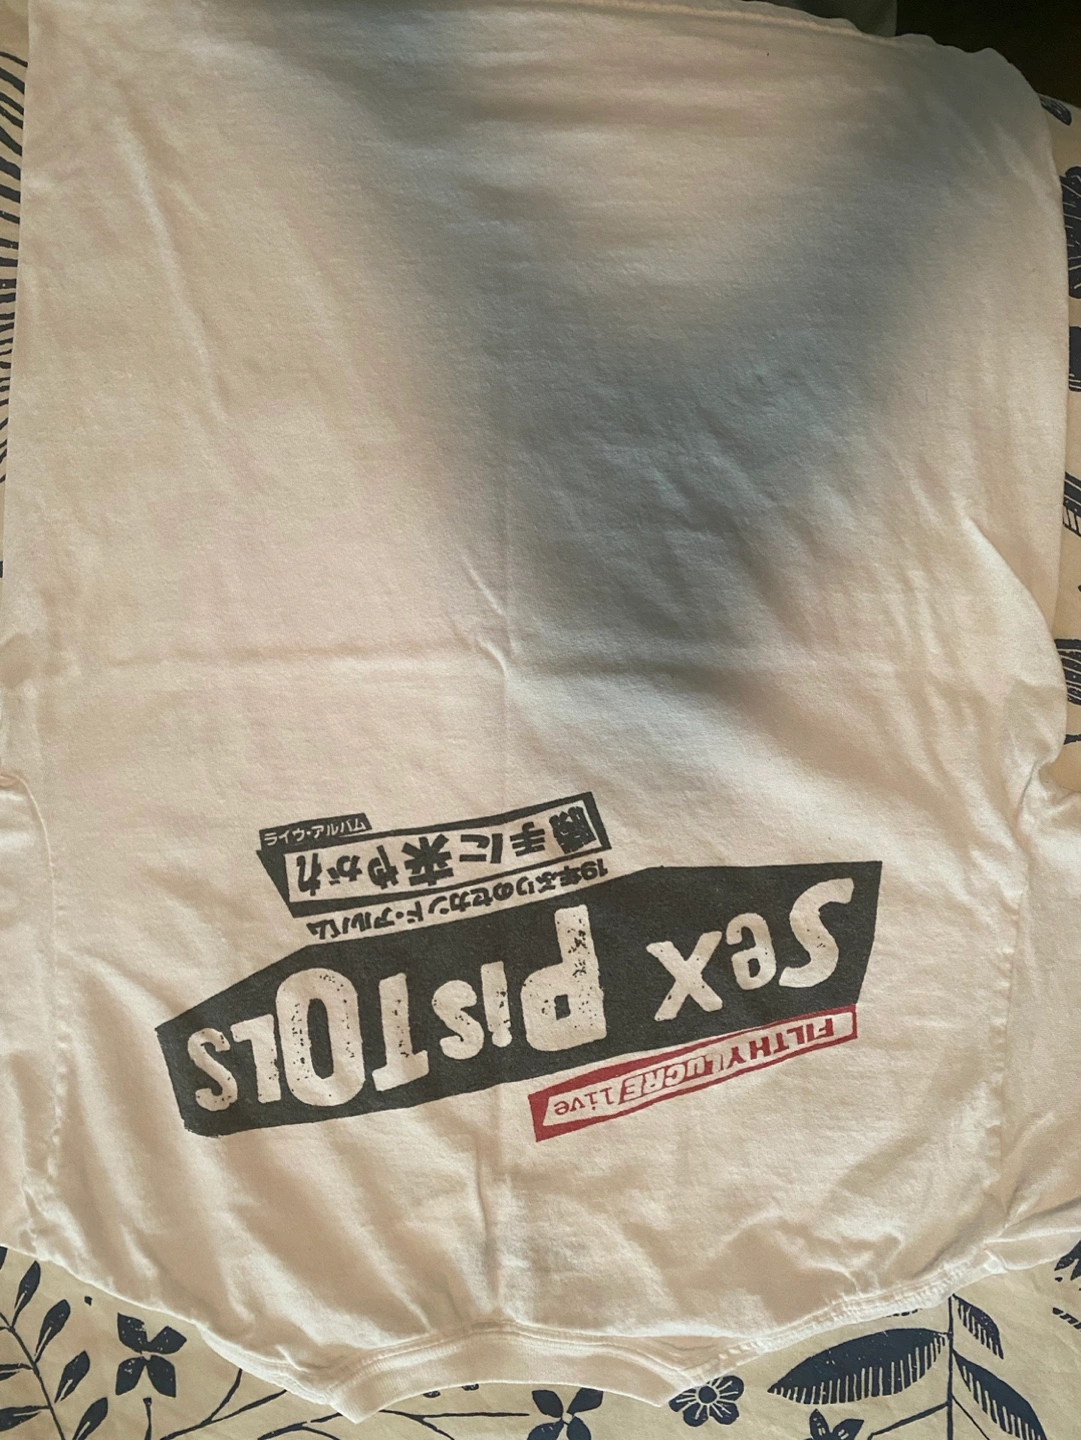 FILTHY LUCRE live
Sex PisTOLS
19年ぶりのセカンド・アルバム
勝手に来やがれ
ライヴ・アルバム